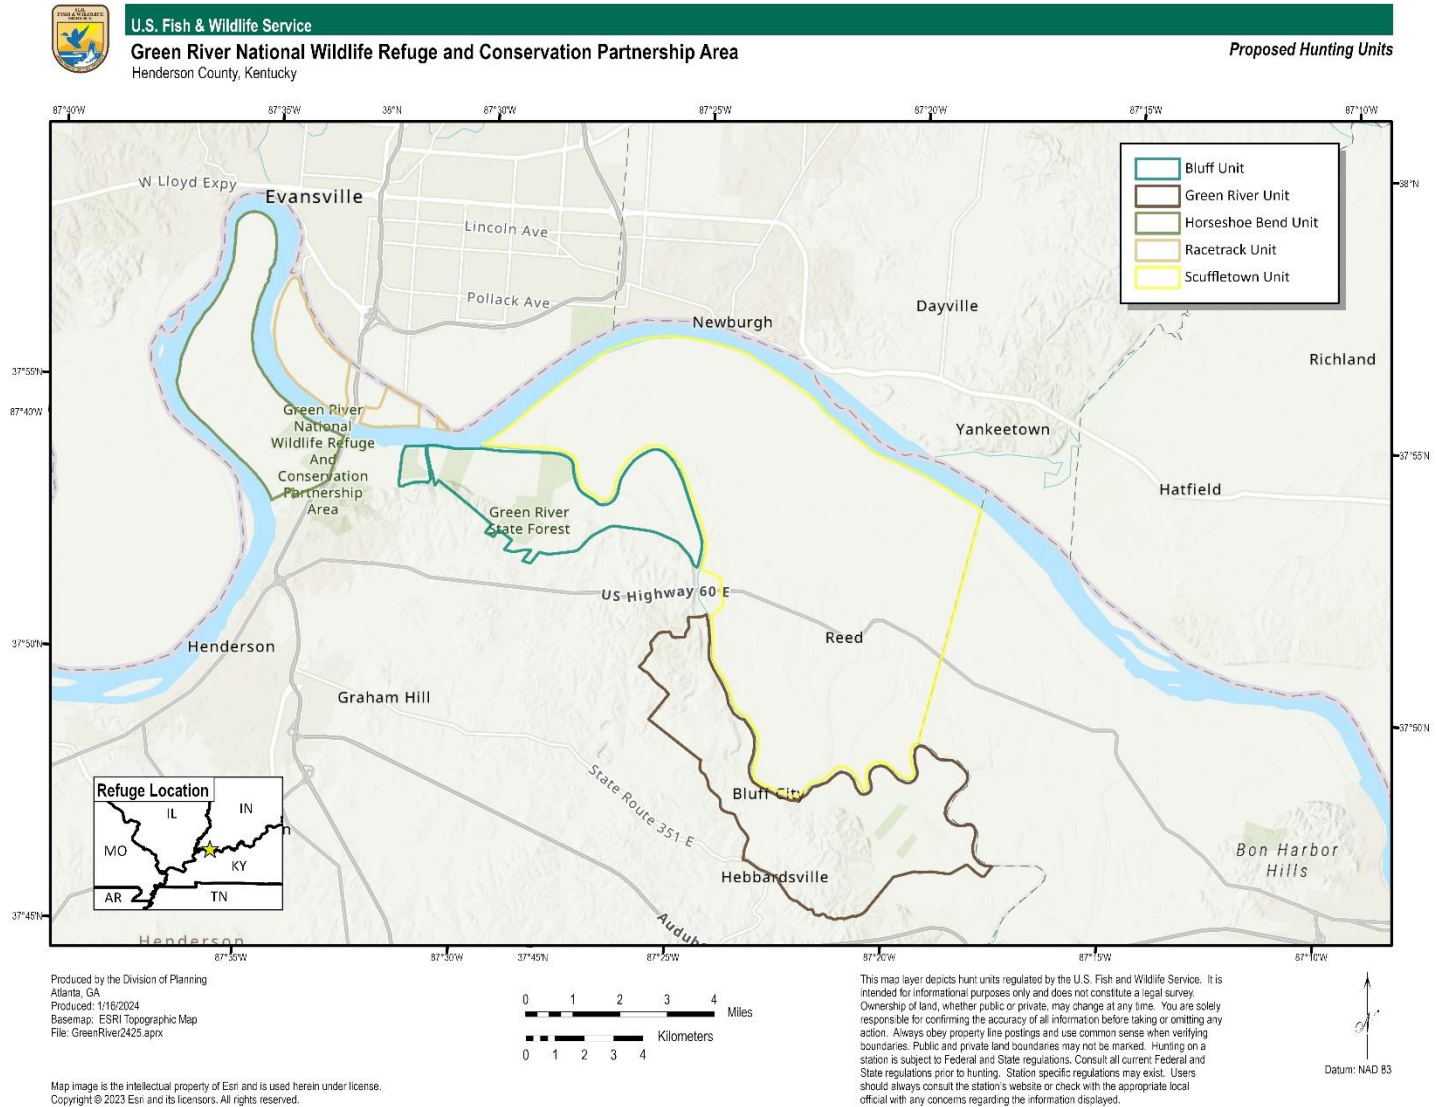 U.S.
FISH & WILDLIFE
SERVICE
U.S. Fish & Wildlife Service
Green River National Wildlife Refuge and Conservation Partnership Area
Proposed Hunting Units
Henderson County, Kentucky
87°40'W 87°35'W 38°N 87°30'W 87°25'W 87°20'W 87°15'W 87°10'W
Bluff Unit
Green River Unit
Horseshoe Bend Unit
Racetrack Unit
Scuffletown Unit
W Lloyd Expy
38°N
Evansville
Lincoln Ave
Pollack Ave
Dayville
Newburgh
Richland
37°55'N
87°40'W
Green River
National
Wildlife Refuge
And
Conservation
Partnership
Area
Yankeetown
37°55'N
Hatfield
Green River
State Forest
US Highway 60 E
37°50'N
Henderson
Reed
Graham Hill
37°50'N
State Route 351 E
Bluff City
Refuge Location
IL
IN
MO
KY
AR
TN
n
Bon Harbor
Hills
Hebbardsville
37°45'N
Audub
Henderson
87°35'W 87°30'W 87°45'N 87°25'W 87°20'W 87°15'W 87°10'W
Produced by the Division of Planning
Atlanta, GA
Produced: 1/16/2024
Basemap: ESRI Topographic Map
File: GreenRiver2425.aprx
Map image is the intellectual property of Esri and is used herein under license.
Copyright © 2023 Esri and its licensors. All rights reserved.
0 1 2 3 4
Miles
Kilometers
0 1 2 3 4
This map layer depicts hunt units regulated by the U.S. Fish and Wildlife Service. It is
intended for informational purposes only and does not constitute a legal survey.
Ownership of land, whether public or private, may change at any time. You are solely
responsible for confirming the accuracy of all information before taking or omitting any
action. Always obey property line postings and use common sense when verifying
boundaries. Public and private land boundaries may not be marked. Hunting on a
station is subject to Federal and State regulations. Consult all current Federal and
State regulations prior to hunting. Station specific regulations may exist. Users
should always consult the station's website or check with the appropriate local
official with any concerns regarding the information displayed.
Datum: NAD 83